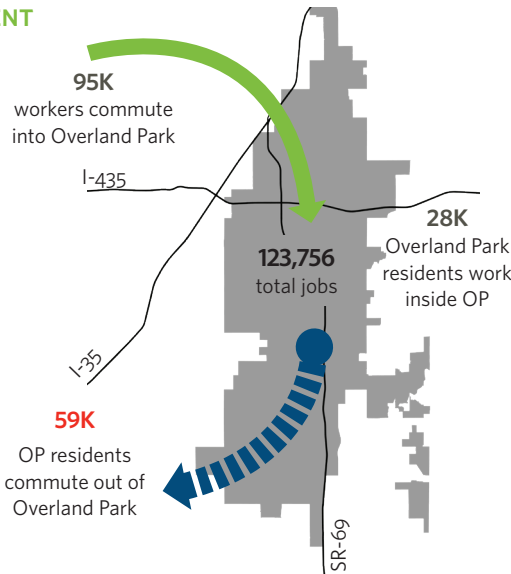 ENT
95K
workers commute
into Overland Park
I-435
28K
Overland Park
residents work
inside OP
123,756
total jobs
I-35
59K
OP residents
commute out of
Overland Park
SR-69